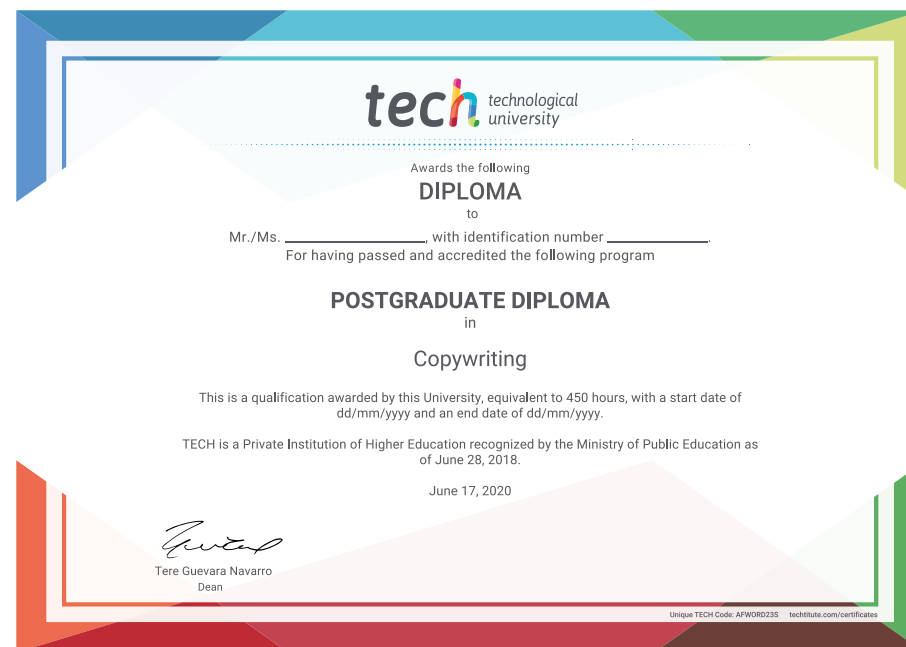 tech technological
university
Awards the following
DIPLOMA
to
Mr./Ms. ____________, with identification number ____________.
For having passed and accredited the following program
POSTGRADUATE DIPLOMA
in
Copywriting
This is a qualification awarded by this University, equivalent to 450 hours, with a start date of
dd/mm/yyyy and an end date of dd/mm/yyyy.
TECH is a Private Institution of Higher Education recognized by the Ministry of Public Education as
of June 28, 2018.
June 17, 2020
Tere Guevara Navarro
Dean
Unique TECH Code: AFWORD23S techtitute.com/certificates